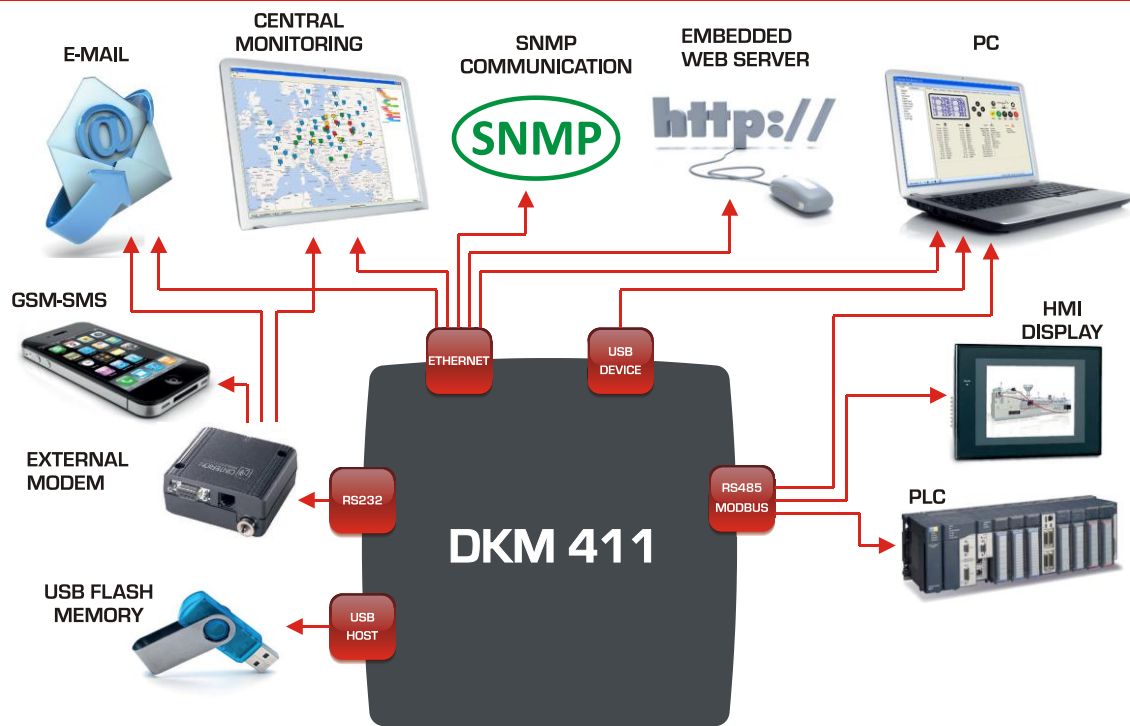 CENTRAL
MONITORING
E-MAIL
SNMP
COMMUNICATION
EMBEDDED
WEB SERVER
PC
@
SNMP
http://
GSM-SMS
ETHERNET
USB
DEVICE
HMI
DISPLAY
EXTERNAL
MODEM
CINTERION
RS232
RS485
MODBUS
PLC
DKM 411
USB FLASH
MEMORY
USB
HOST